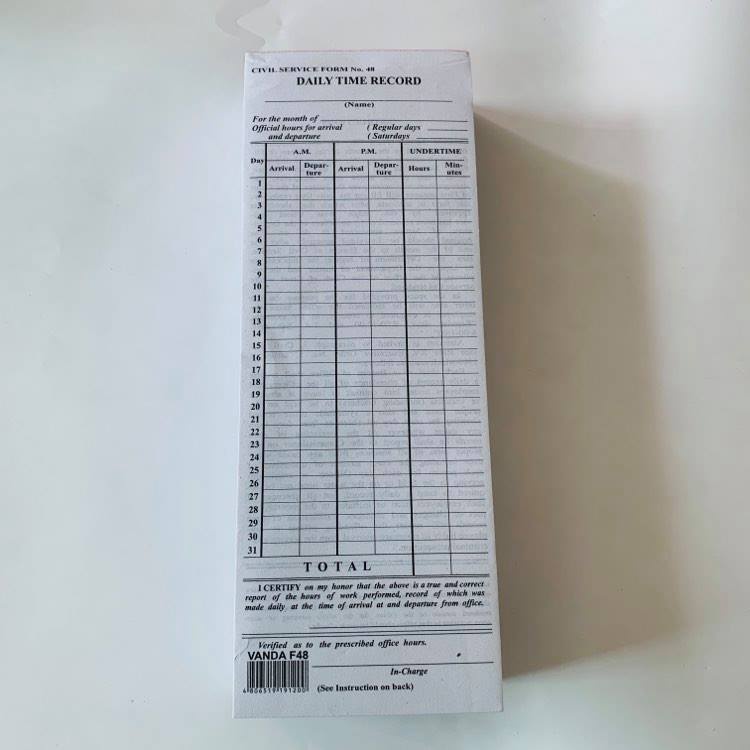 CIVIL SERVICE FORM No. 48
DAILY TIME RECORD
(Name)
For the month of
Official hours for arrival ( Regular days
and departure ( Saturdays
A.M. P.M. UNDERTIME
Day Arrival Depar- Arrival Depar- Hours Min-
ture ture utes
1
2
3
4
5
6
7
8
9
10
11
12
13
14
15
16
17
18
19
20
21
22
23
24
25
26
27
28
29
30
31
TOTAL
I CERTIFY on my honor that the above is a true and correct
report of the hours of work performed, record of which was
made daily at the time of arrival at and departure from office.
Verified as to the prescribed office hours.
VANDA F48
In-Charge
4 806519 191200
(See Instruction on back)